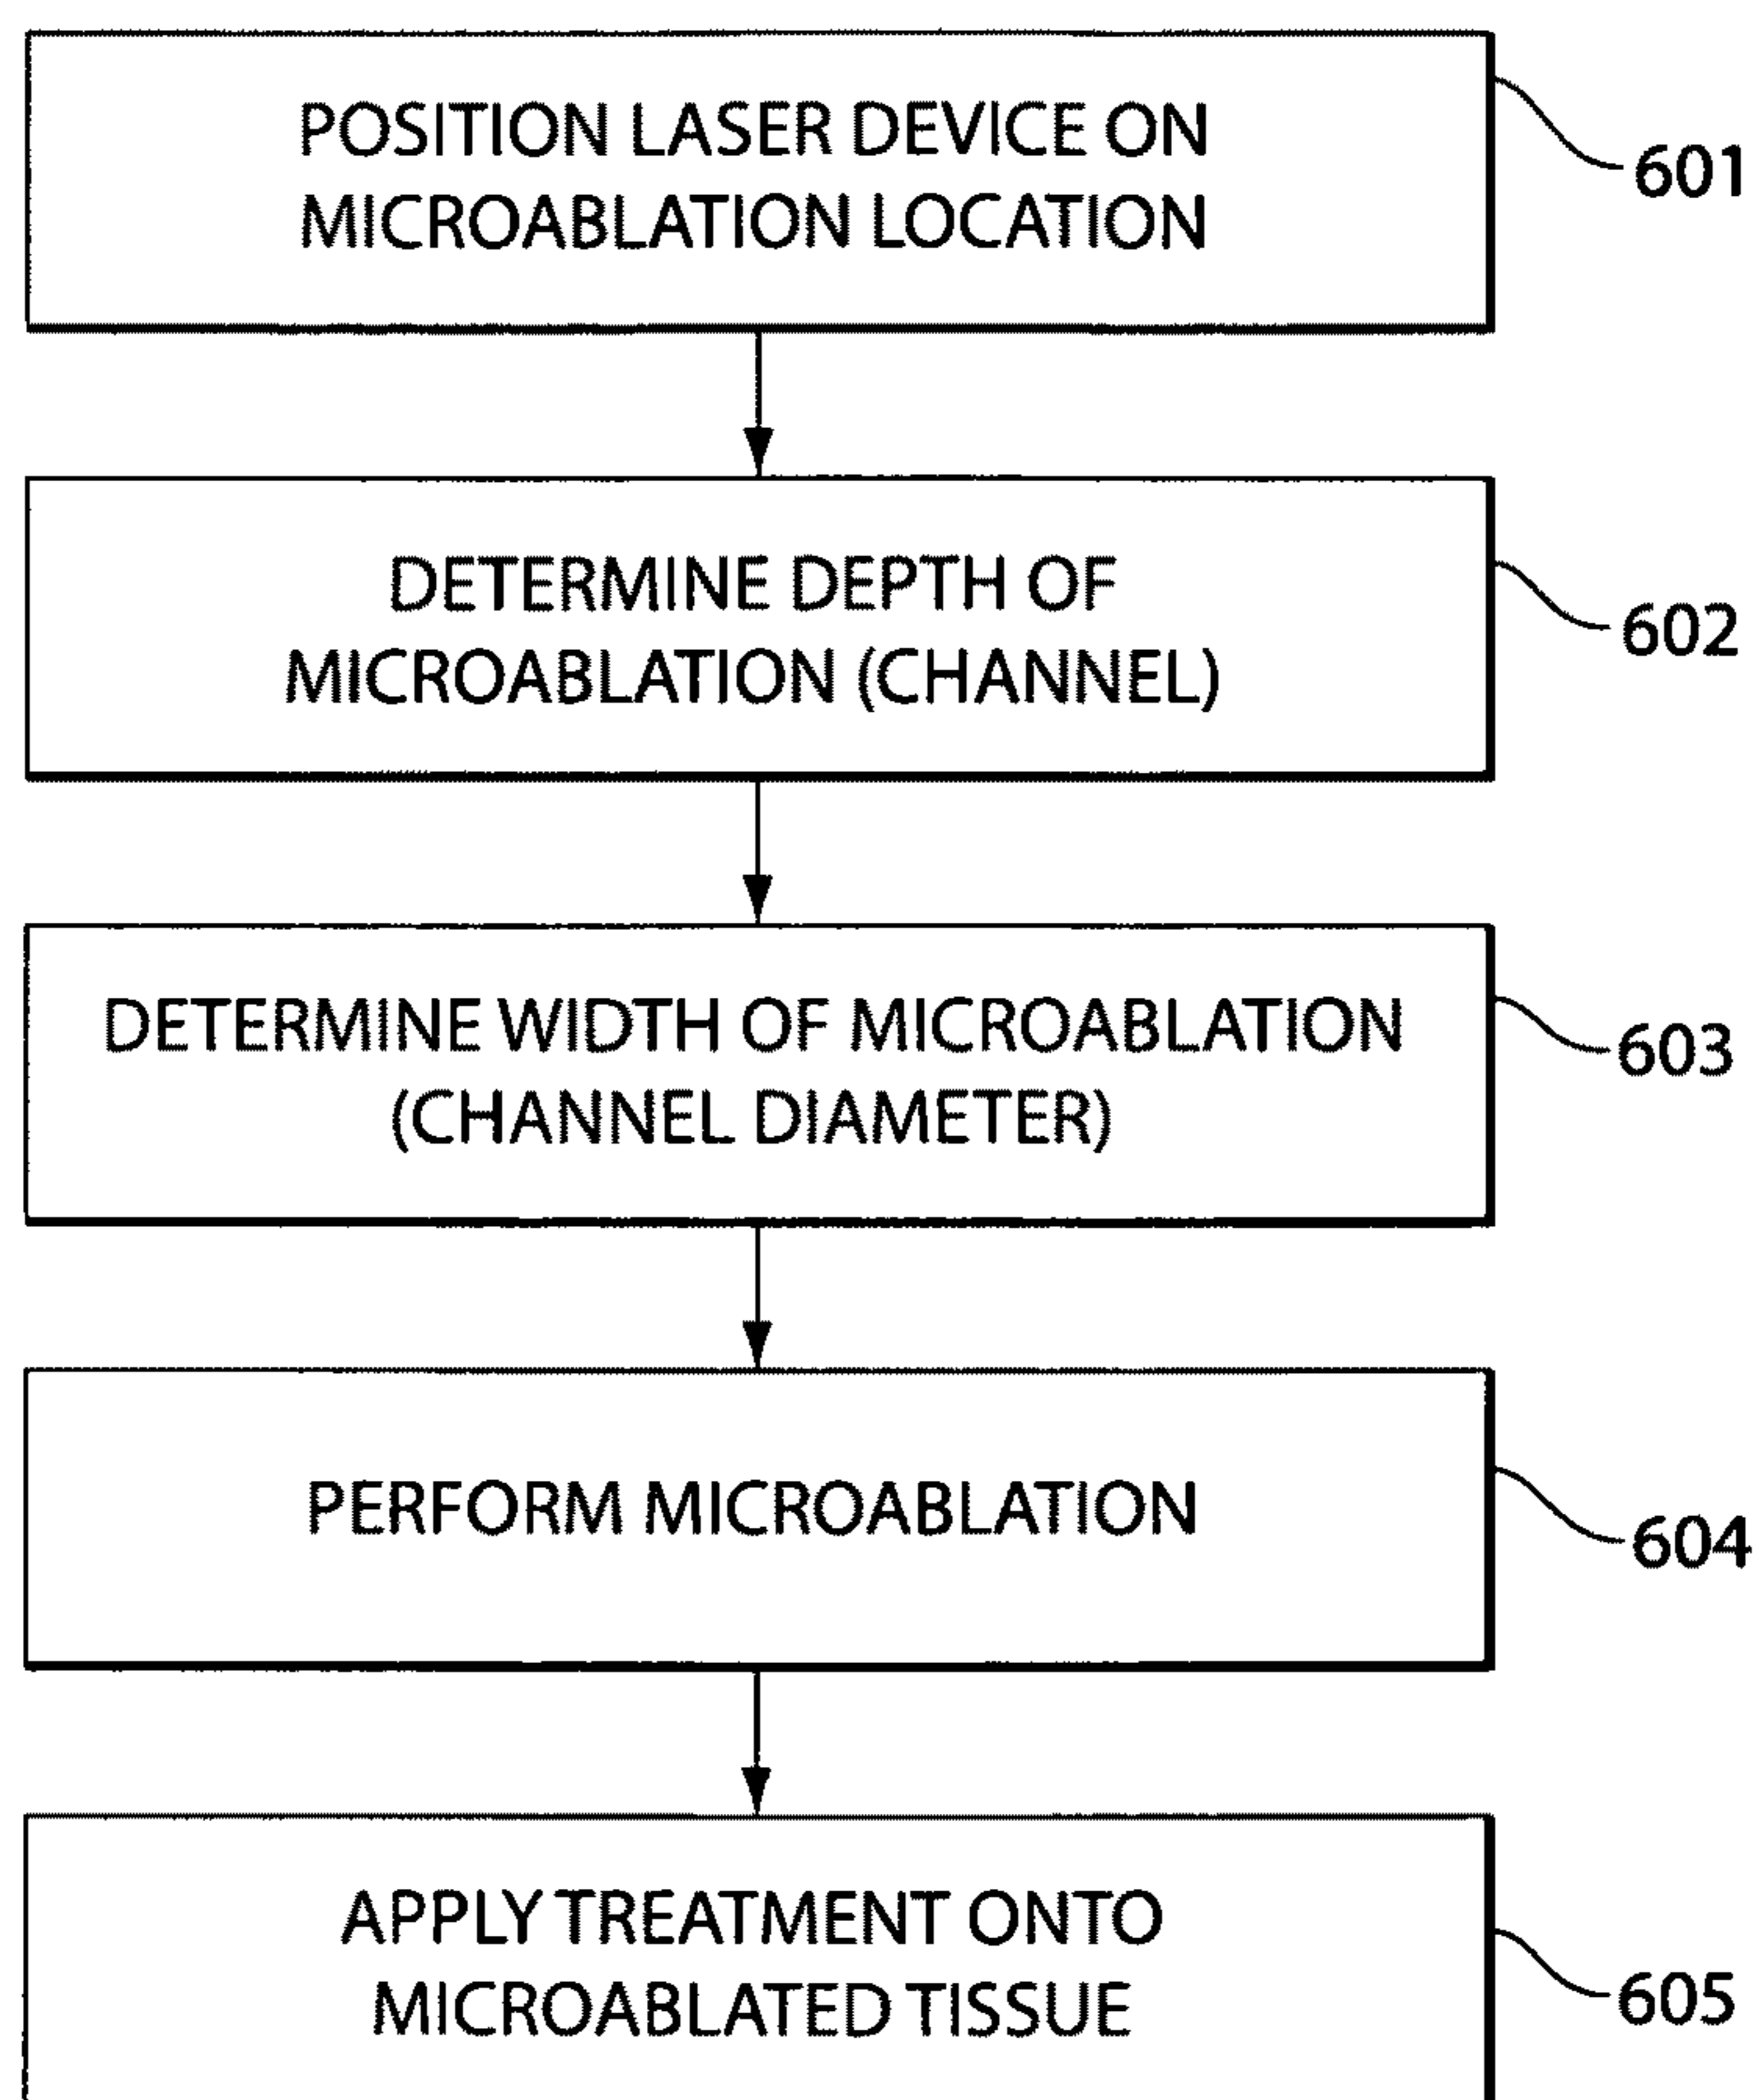 POSITION LASER DEVICE ON
MICROABLATION LOCATION
601
DETERMINE DEPTH OF
MICROABLATION (CHANNEL)
602
DETERMINE WIDTH OF MICROABLATION
(CHANNEL DIAMETER)
603
PERFORM MICROABLATION
604
APPLY TREATMENT ONTO
MICROABLATED TISSUE
605